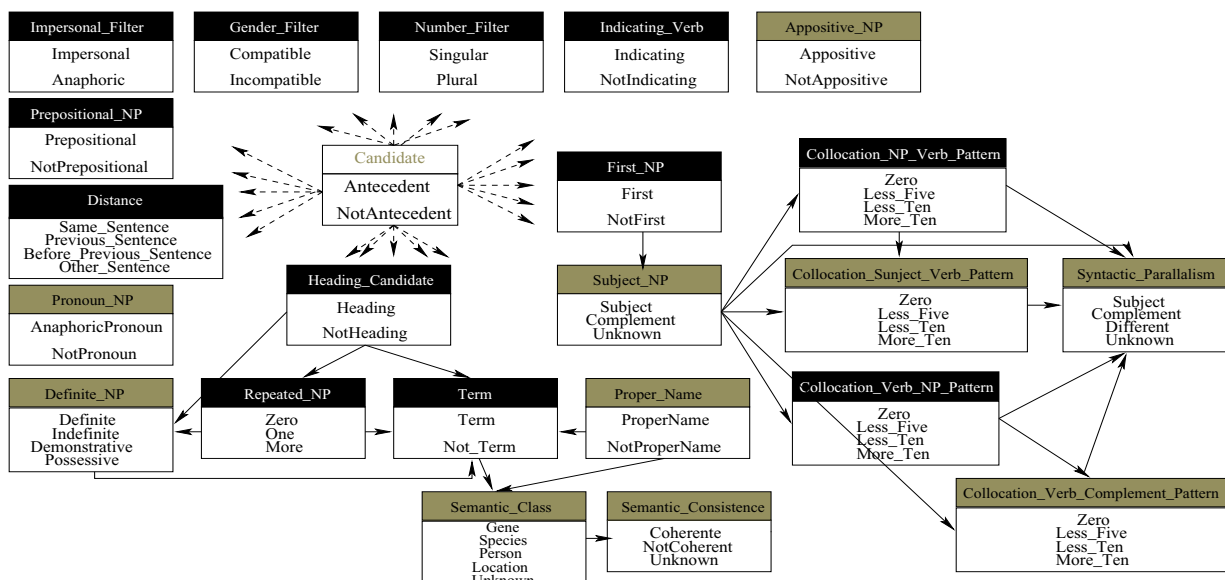 Impersonal_Filter
Impersonal
Anaphoric
Gender_Filter
Compatible
Incompatible
Number_Filter
Singular
Plural
Indicating_Verb
Indicating
NotIndicating
Appositive_NP
Appositive
NotAppositive
Prepositional_NP
Prepositional
NotPrepositional
Candidate
Antecedent
NotAntecedent
First_NP
First
NotFirst
Collocation_NP_Verb_Pattern
Zero
Less_Five
Less_Ten
More_Ten
Distance
Same_Sentence
Previous_Sentence
Before_Previous_Sentence
Other_Sentence
Heading_Candidate
Heading
NotHeading
Subject_NP
Subject
Complement
Unknown
Collocation_Sunject_Verb_Pattern
Zero
Less_Five
Less_Ten
More_Ten
Syntactic_Parallalism
Subject
Complement
Different
Unknown
Pronoun_NP
AnaphoricPronoun
NotPronoun
Definite_NP
Definite
Indefinite
Demonstrative
Possessive
Repeated_NP
Zero
One
More
Term
Term
Not_Term
Proper_Name
ProperName
NotProperName
Collocation_Verb_NP_Pattern
Zero
Less_Five
Less_Ten
More_Ten
Semantic_Class
Gene
Species
Person
Location
Unknown
Semantic_Consistence
Coherente
NotCoherent
Unknown
Collocation_Verb_Complement_Pattern
Zero
Less_Five
Less_Ten
More_Ten